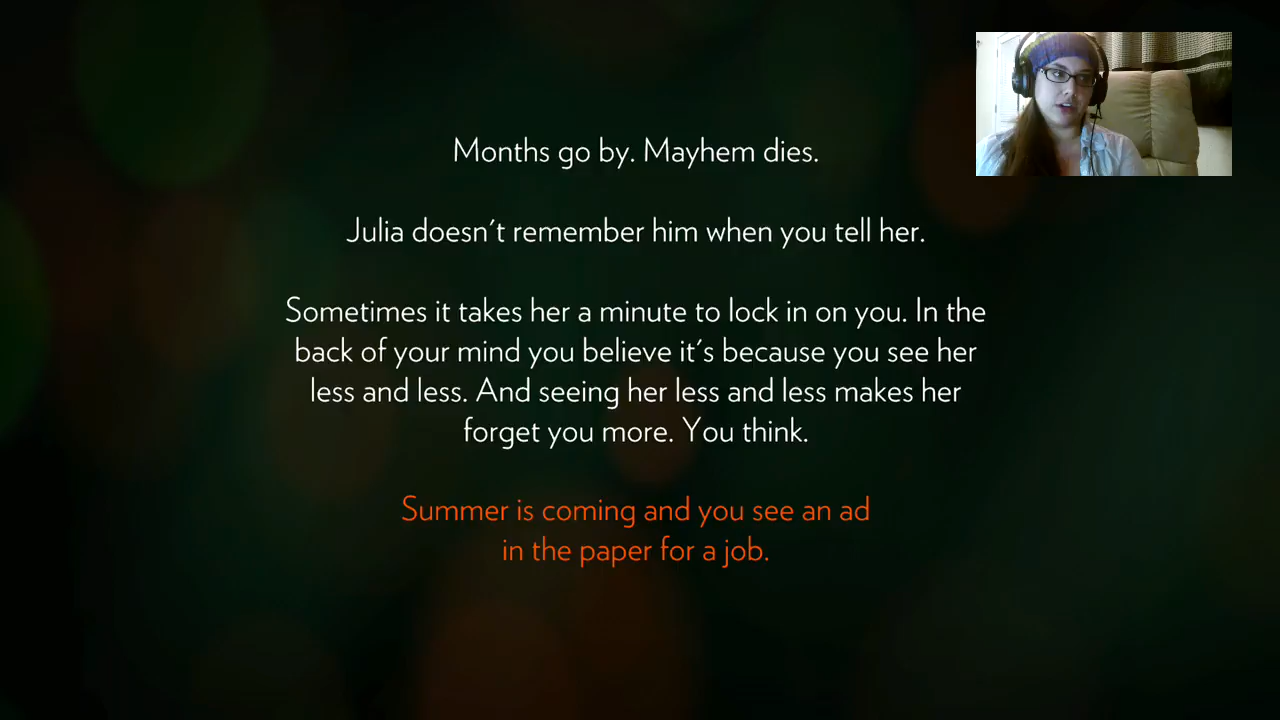 Months go by. Mayhem dies.
Julia doesn't remember him when you tell her.
Sometimes it takes her a minute to lock in on you. In the
back of your mind you believe it's because you see her
less and less. And seeing her less and less makes her
forget you more. You think.
Summer is coming and you see an ad
in the paper for a job.